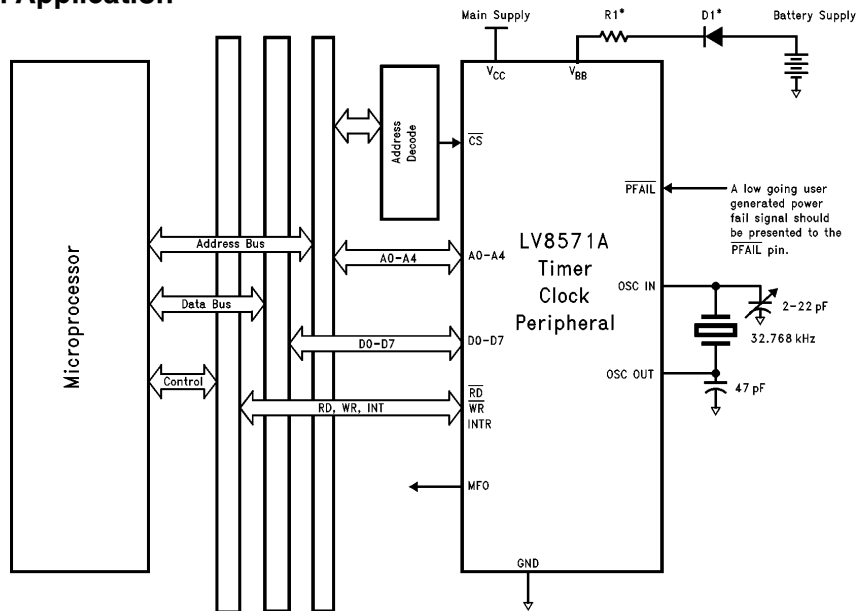 Application
Main Supply
R1*
D1*
Battery Supply
VCC
VBB
Address
Decode
CS
PFAIL
A low going user
generated power
fail signal should
be presented to the
PFAIL pin.
Microprocessor
Address Bus
A0-A4
A0-A4
LV8571A
Timer
Clock
Peripheral
OSC IN
2-22 pF
Data Bus
D0-D7
D0-D7
32.768 kHz
Control
RD, WR, INT
RD
WR
INTR
OSC OUT
47 pF
MFO
GND